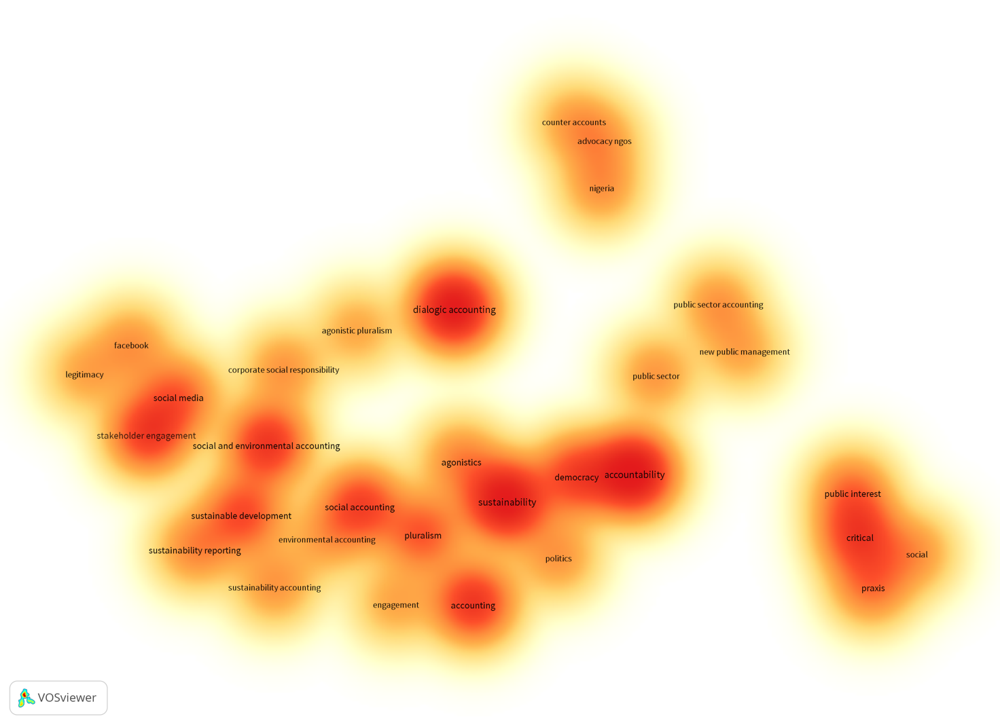 counter accounts
advocacy ngos
nigeria
public sector accounting
dialogic accounting
agonistic pluralism
facebook
new public management
corporate social responsibility
legitimacy
public sector
social media
stakeholder engagement
social and environmental accounting
agonistics
accountability
democracy
public interest
sustainability
social accounting
sustainable development
pluralism
critical
environmental accounting
sustainability reporting
social
politics
sustainability accounting
praxis
engagement
accounting
VOSviewer